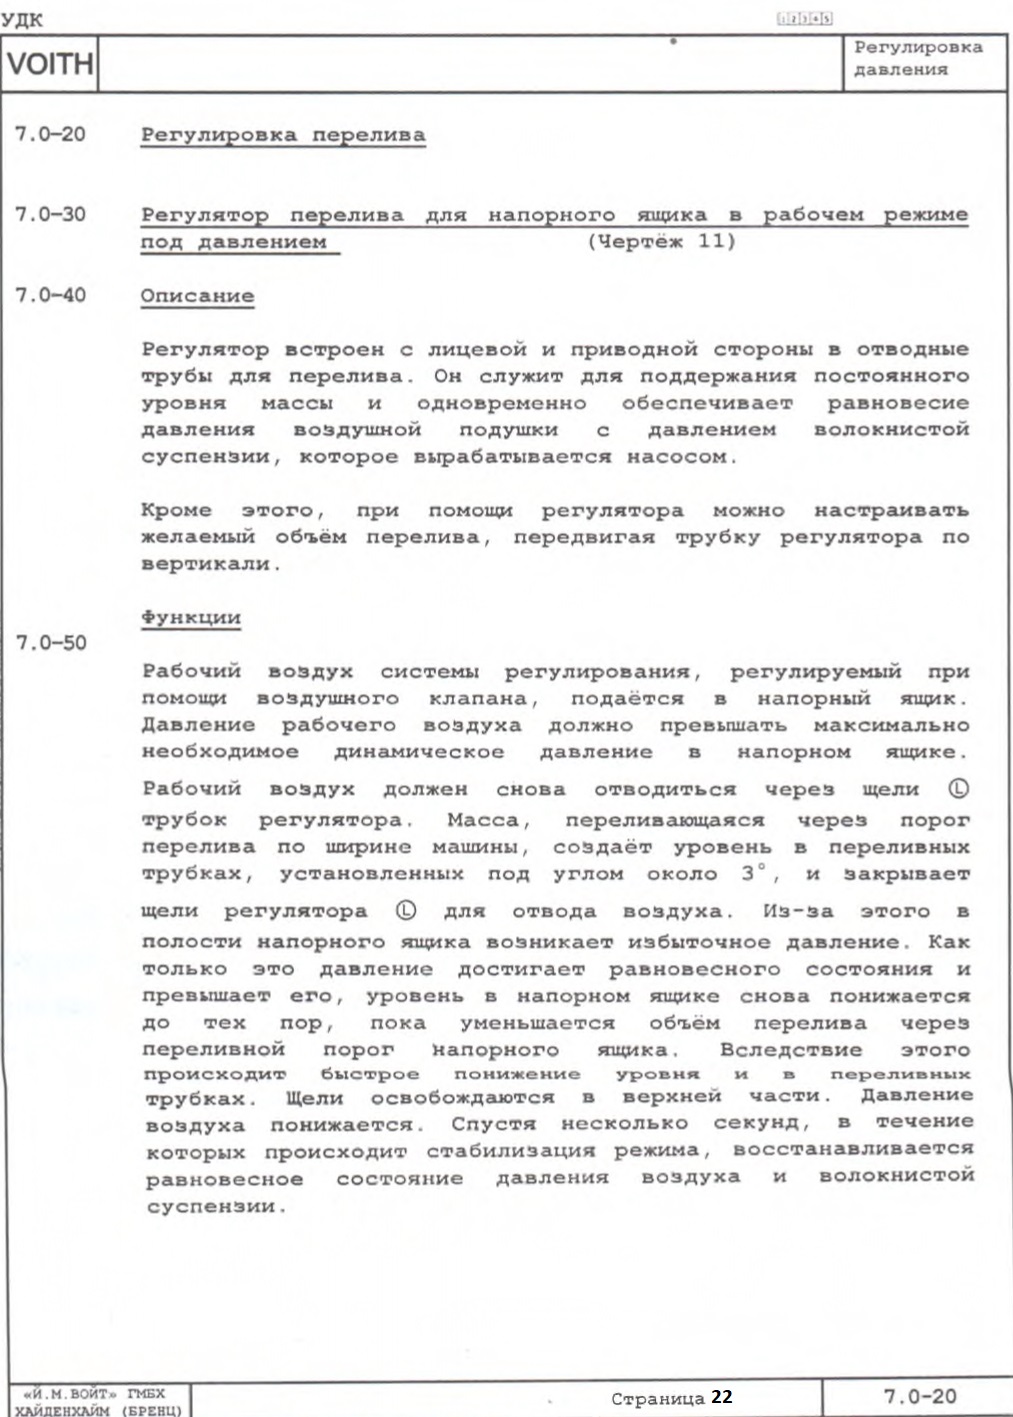 УДК
1 2 3 4 5
VOITH
Регулировка
давления
7.0-20 Регулировка перелива
7.0-30 Регулятор перелива для напорного ящика в рабочем режиме
под давлением (Чертёж 11)
7.0-40 Описание
Регулятор встроен с лицевой и приводной стороны в отводные
трубы для перелива. Он служит для поддержания постоянного
уровня массы и одновременно обеспечивает равновесие
давления воздушной подушки с давлением волокнистой
суспензии, которое вырабатывается насосом.
Кроме этого, при помощи регулятора можно настраивать
желаемый объём перелива, передвигая трубку регулятора по
вертикали.
Функции
7.0-50
Рабочий воздух системы регулирования, регулируемый при
помощи воздушного клапана, подаётся в напорный ящик.
Давление рабочего воздуха должно превышать максимально
необходимое динамическое давление в напорном ящике.
Рабочий воздух должен снова отводиться через щели Ⓛ
трубок регулятора. Масса, переливающаяся через порог
перелива по ширине машины, создаёт уровень в переливных
трубках, установленных под углом около 3°, и закрывает
щели регулятора Ⓛ для отвода воздуха. Из-за этого в
полости напорного ящика возникает избыточное давление. Как
только это давление достигает равновесного состояния и
превышает его, уровень в напорном ящике снова понижается
до тех пор, пока уменьшается объём перелива через
переливной порог напорного ящика. Вследствие этого
происходит быстрое понижение уровня и в переливных
трубках. Щели освобождаются в верхней части. Давление
воздуха понижается. Спустя несколько секунд, в течение
которых происходит стабилизация режима, восстанавливается
равновесное состояние давления воздуха и волокнистой
суспензии.
«Й.М.ВОЙТ» ГМБХ
ХАЙДЕНХАЙМ (БРЕНЦ)
Страница 22
7.0-20